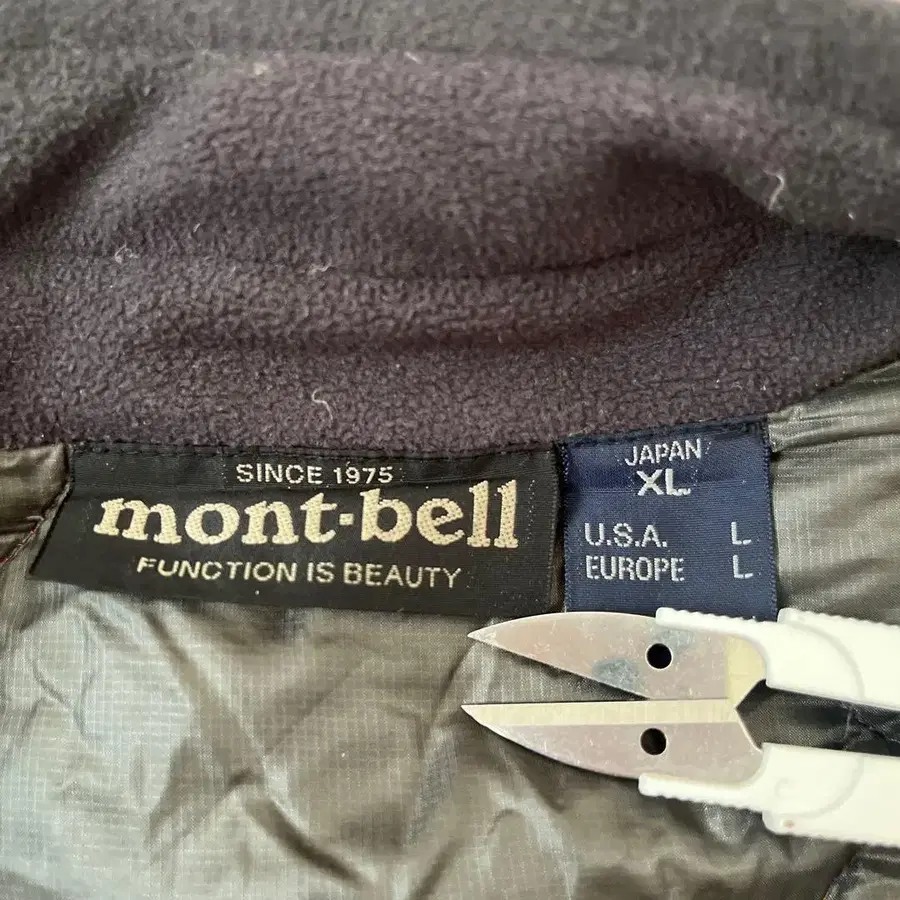 SINCE 1975
mont-bell
FUNCTION IS BEAUTY
JAPAN
XL
U.S.A. L
EUROPE L